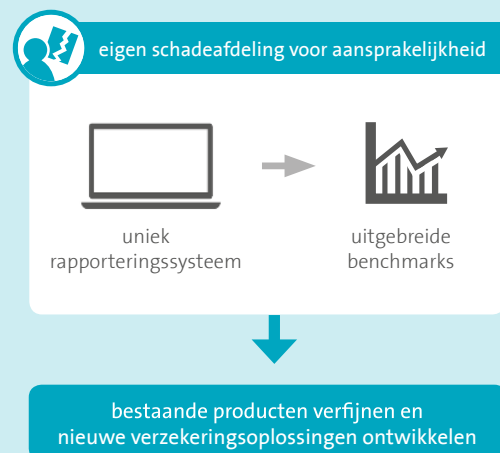 eigen schadeafdeling voor aansprakelijkheid
uniek
rapporteringssysteem
uitgebreide
benchmarks
bestaande producten verfijnen en
nieuwe verzekeringsoplossingen ontwikkelen